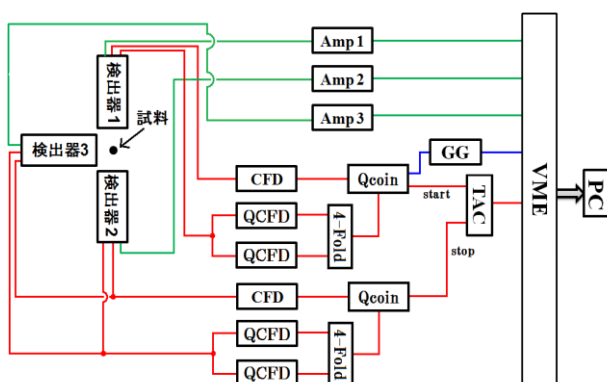 Amp 1
検出器1
試料
Amp 2
検出器3
Amp 3
GG
VME
PC
検出器2
CFD
Qcoin
start
TAC
QCFD
4-Fold
QCFD
stop
CFD
Qcoin
QCFD
4-Fold
QCFD